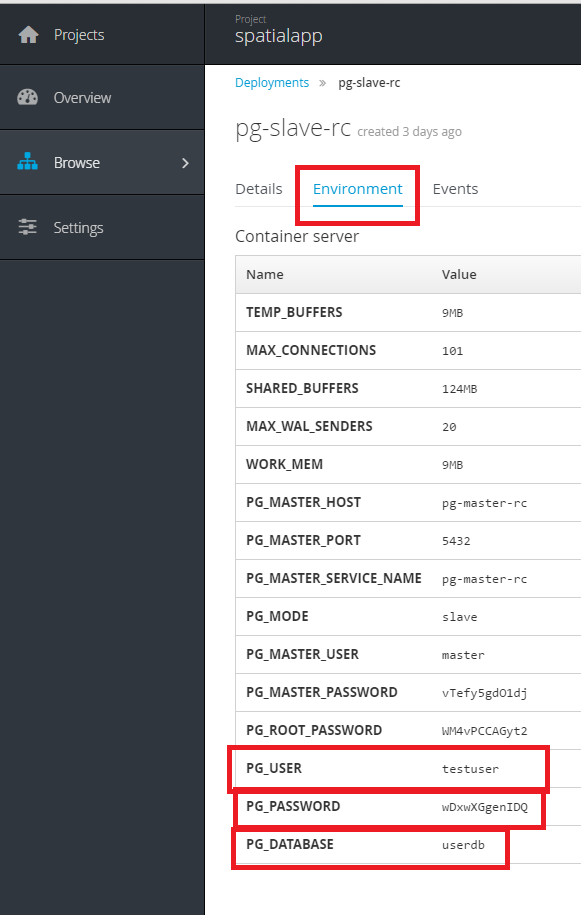 Projects
Project
spatialapp
Overview
Browse
Settings
Deployments » pg-slave-rc
pg-slave-rc created 3 days ago
Details Environment Events
Container server
Name Value
TEMP_BUFFERS 9MB
MAX_CONNECTIONS 101
SHARED_BUFFERS 124MB
MAX_WAL_SENDERS 20
WORK_MEM 9MB
PG_MASTER_HOST pg-master-rc
PG_MASTER_PORT 5432
PG_MASTER_SERVICE_NAME pg-master-rc
PG_MODE slave
PG_MASTER_USER master
PG_MASTER_PASSWORD vTefy5gdO1dj
PG_ROOT_PASSWORD WM4vPCCAGyt2
PG_USER testuser
PG_PASSWORD wDxwXGgenIDQ
PG_DATABASE userdb